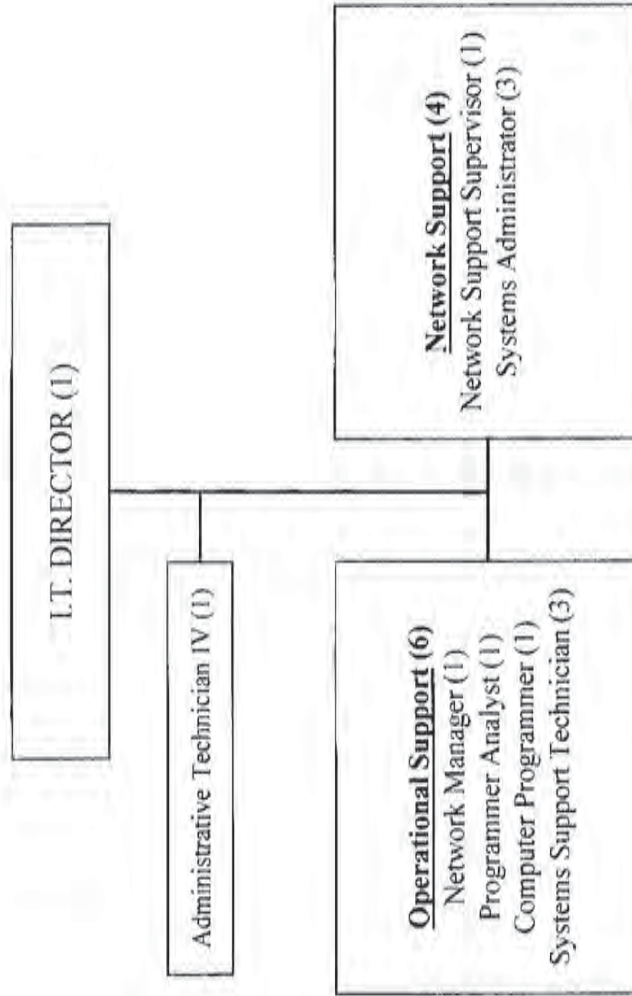 I.T. DIRECTOR (1)
Administrative Technician IV (1)
Operational Support (6)
Network Manager (1)
Programmer Analyst (1)
Computer Programmer (1)
Systems Support Technician (3)
Network Support (4)
Network Support Supervisor (1)
Systems Administrator (3)